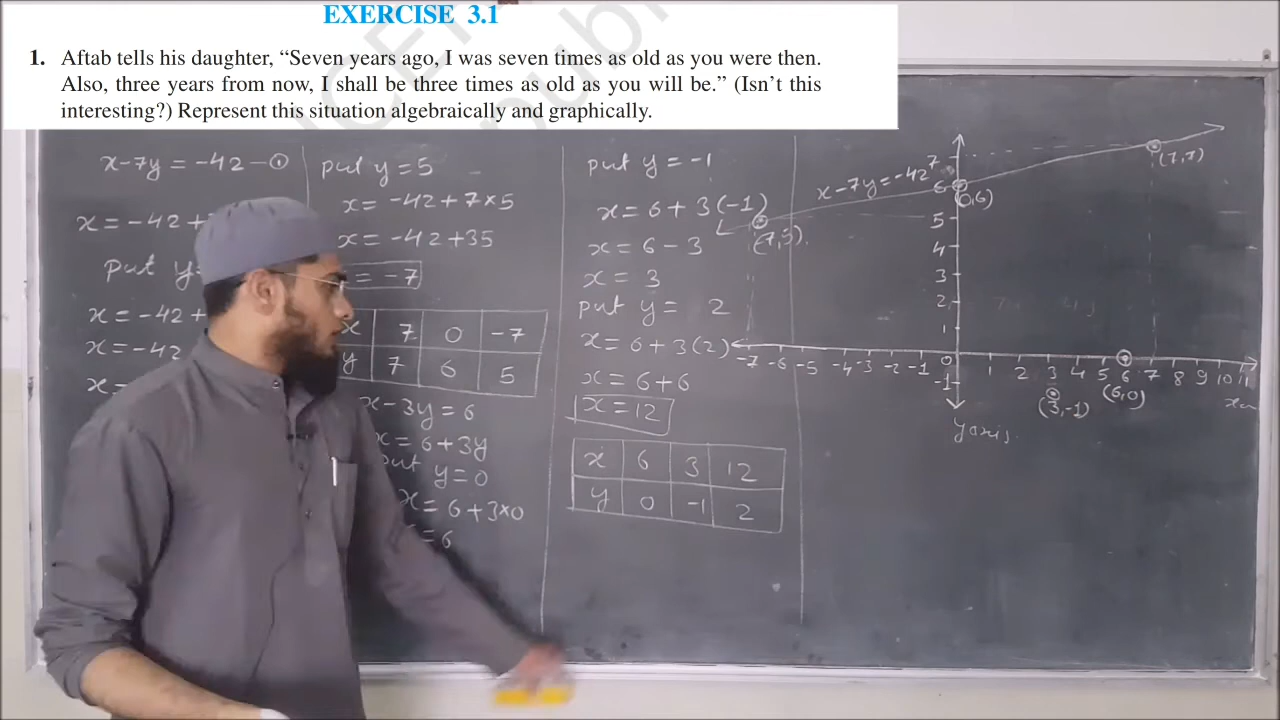 EXERCISE 3.1
1. Aftab tells his daughter, “Seven years ago, I was seven times as old as you were then.
Also, three years from now, I shall be three times as old as you will be.” (Isn’t this
interesting?) Represent this situation algebraically and graphically.
x-7y = -42 — ①
x = -42 +
Put y
x = -42 +
x = -42
x =
put y = 5
x = -42 + 7×5
x = -42 + 35
= -7
x 7 0 -7
y 7 6 5
x - 3y = 6
x = 6 + 3y
put y = 0
x = 6 + 3×0
= 6
put y = -1
x = 6 + 3(-1)
x = 6 - 3
x = 3
put y = 2
x = 6 + 3(2)
x = 6 + 6
x = 12
x 6 3 12
y 0 -1 2
x-7y = -42
(7,7)
(0,6)
(7,5)
7
6
5
4
3
2
1
-7 -6 -5 -4 -3 -2 -1 0 1 2 3 4 5 6 7 8 9 10 11
-1
(3,-1)
(6,0)
y axis